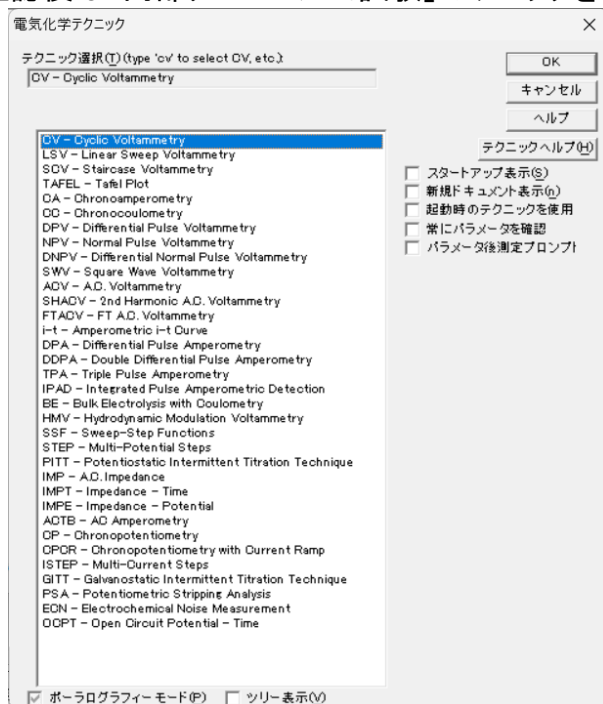 電気化学テクニック
テクニック選択(T) (type 'cv' to select CV, etc.):
CV - Cyclic Voltammetry
OK
キャンセル
ヘルプ
テクニックヘルプ(H)
CV - Cyclic Voltammetry
LSV - Linear Sweep Voltammetry
SCV - Staircase Voltammetry
TAFEL - Tafel Plot
CA - Chronoamperometry
CC - Chronocoulometry
DPV - Differential Pulse Voltammetry
NPV - Normal Pulse Voltammetry
DNPV - Differential Normal Pulse Voltammetry
SWV - Square Wave Voltammetry
ACV - A.C. Voltammetry
SHACV - 2nd Harmonic A.C. Voltammetry
FTACV - FT A.C. Voltammetry
i-t - Amperometric i-t Curve
DPA - Differential Pulse Amperometry
DDPA - Double Differential Pulse Amperometry
TPA - Triple Pulse Amperometry
IPAD - Integrated Pulse Amperometric Detection
BE - Bulk Electrolysis with Coulometry
HMV - Hydrodynamic Modulation Voltammetry
SSF - Sweep-Step Functions
STEP - Multi-Potential Steps
PITT - Potentiostatic Intermittent Titration Technique
IMP - A.C. Impedance
IMPT - Impedance - Time
IMPE - Impedance - Potential
ACTB - AC Amperometry
CP - Chronopotentiometry
CPCR - Chronopotentiometry with Current Ramp
ISTEP - Multi-Current Steps
GITT - Galvanostatic Intermittent Titration Technique
PSA - Potentiometric Stripping Analysis
ECN - Electrochemical Noise Measurement
OCPT - Open Circuit Potential - Time
スタートアップ表示(S)
新規ドキュメント表示(n)
起動時のテクニックを使用
常にパラメータを確認
パラメータ後測定プロンプト
ポーラログラフィーモード(P)
ツリー表示(V)